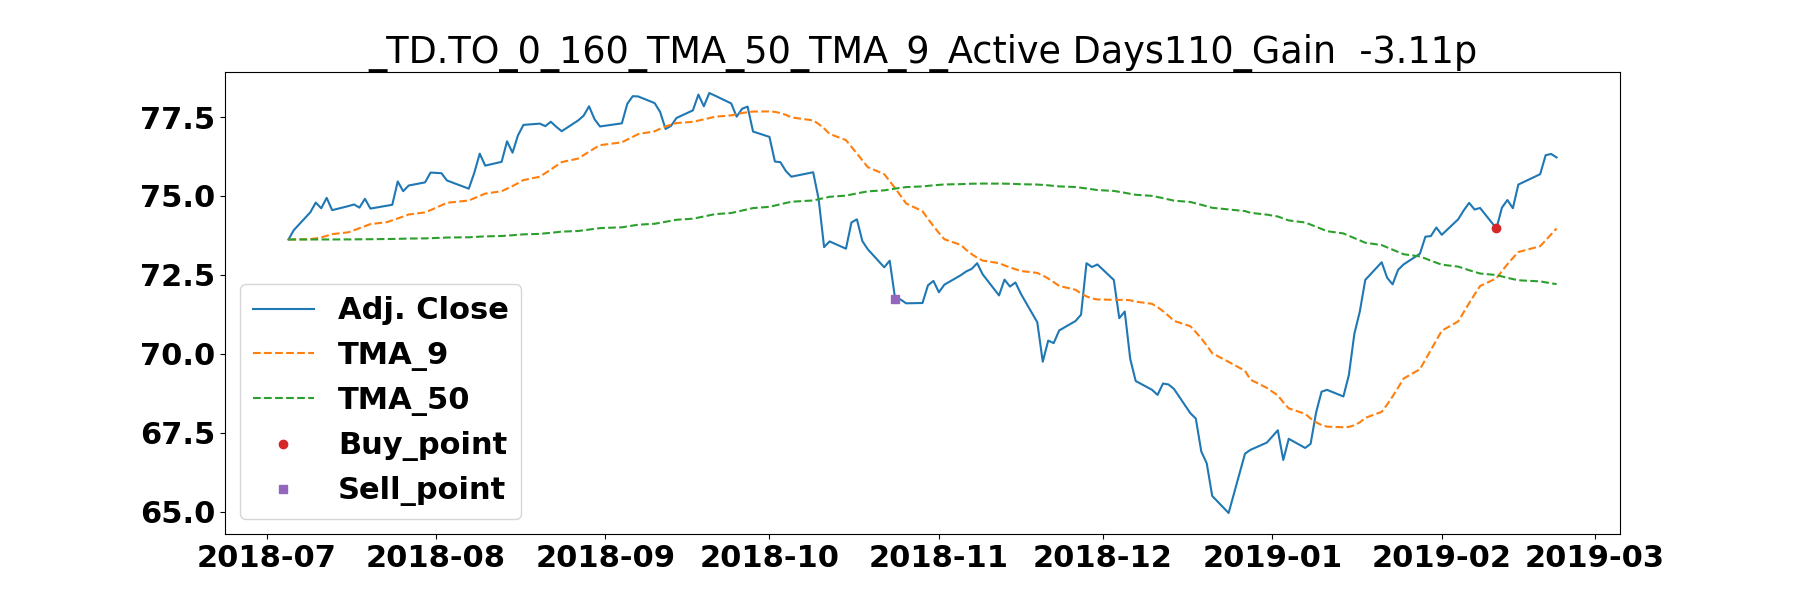 _TD.TO_0_160_TMA_50_TMA_9_Active Days110_Gain  -3.11p
77.5
75.0
72.5
70.0
67.5
65.0
Adj. Close
TMA_9
TMA_50
Buy_point
Sell_point
2018-07 2018-08 2018-09 2018-10 2018-11 2018-12 2019-01 2019-02 2019-03